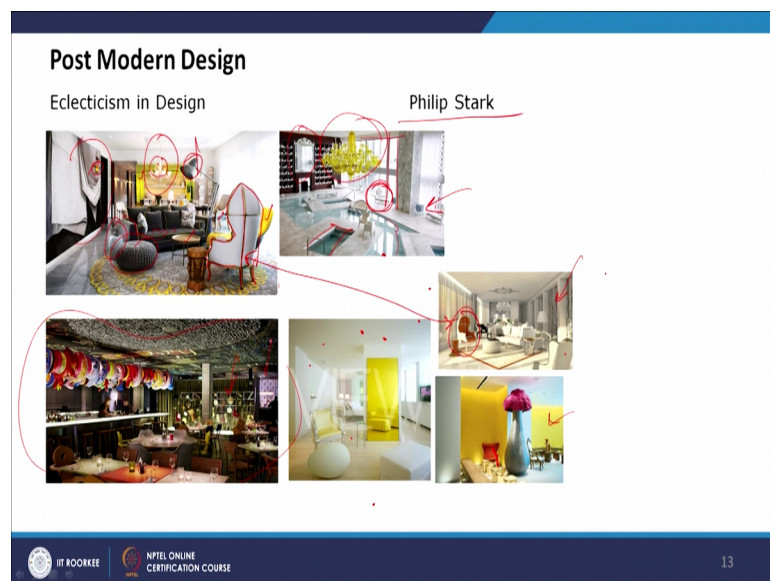 Post Modern Design
Eclecticism in Design
Philip Stark
IIT ROORKEE
NPTEL ONLINE
CERTIFICATION COURSE
13